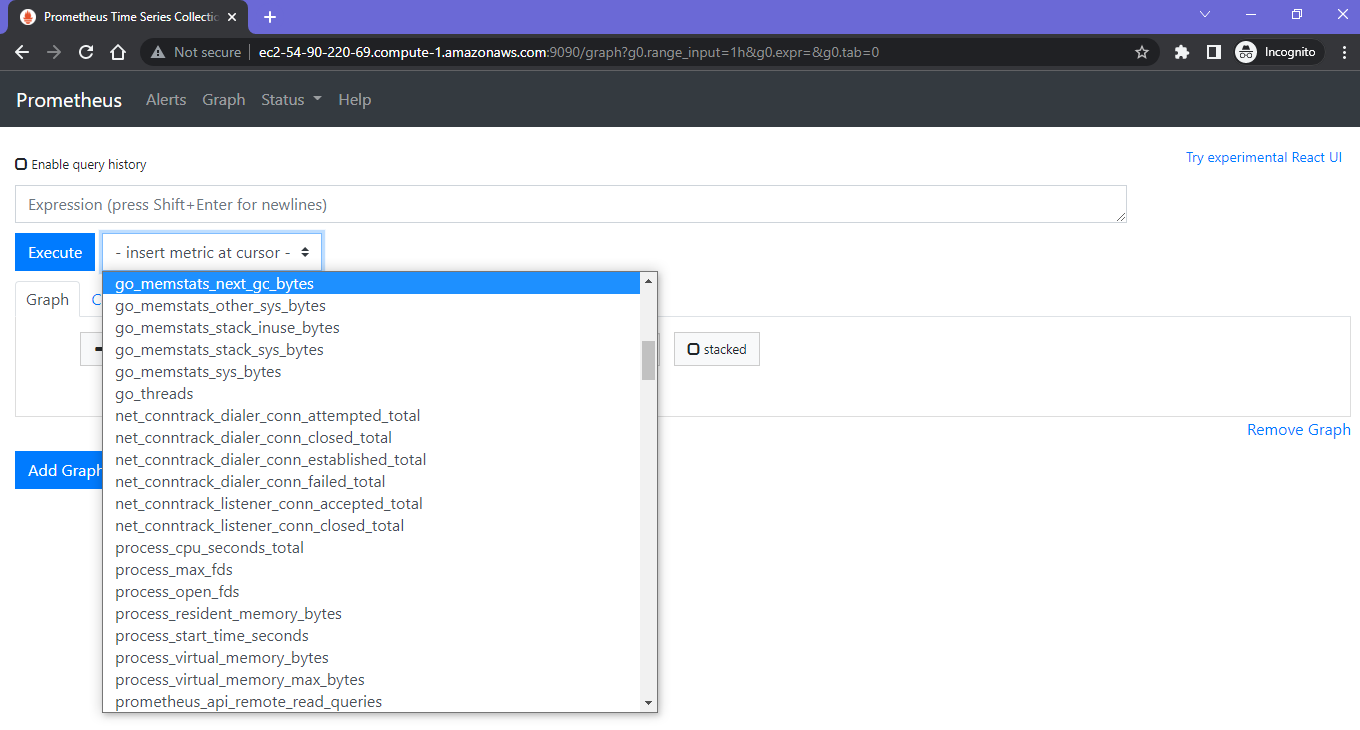 Prometheus Time Series Collectio
Not secure ec2-54-90-220-69.compute-1.amazonaws.com:9090/graph?g0.range_input=1h&g0.expr=&g0.tab=0 Incognito
Prometheus Alerts Graph Status Help
Enable query history Try experimental React UI
Expression (press Shift+Enter for newlines)
Execute - insert metric at cursor -
go_memstats_next_gc_bytes
Graph C
go_memstats_other_sys_bytes
go_memstats_stack_inuse_bytes
go_memstats_stack_sys_bytes
stacked
go_memstats_sys_bytes
go_threads
net_conntrack_dialer_conn_attempted_total
Remove Graph
net_conntrack_dialer_conn_closed_total
net_conntrack_dialer_conn_established_total
Add Graph
net_conntrack_dialer_conn_failed_total
net_conntrack_listener_conn_accepted_total
net_conntrack_listener_conn_closed_total
process_cpu_seconds_total
process_max_fds
process_open_fds
process_resident_memory_bytes
process_start_time_seconds
process_virtual_memory_bytes
process_virtual_memory_max_bytes
prometheus_api_remote_read_queries